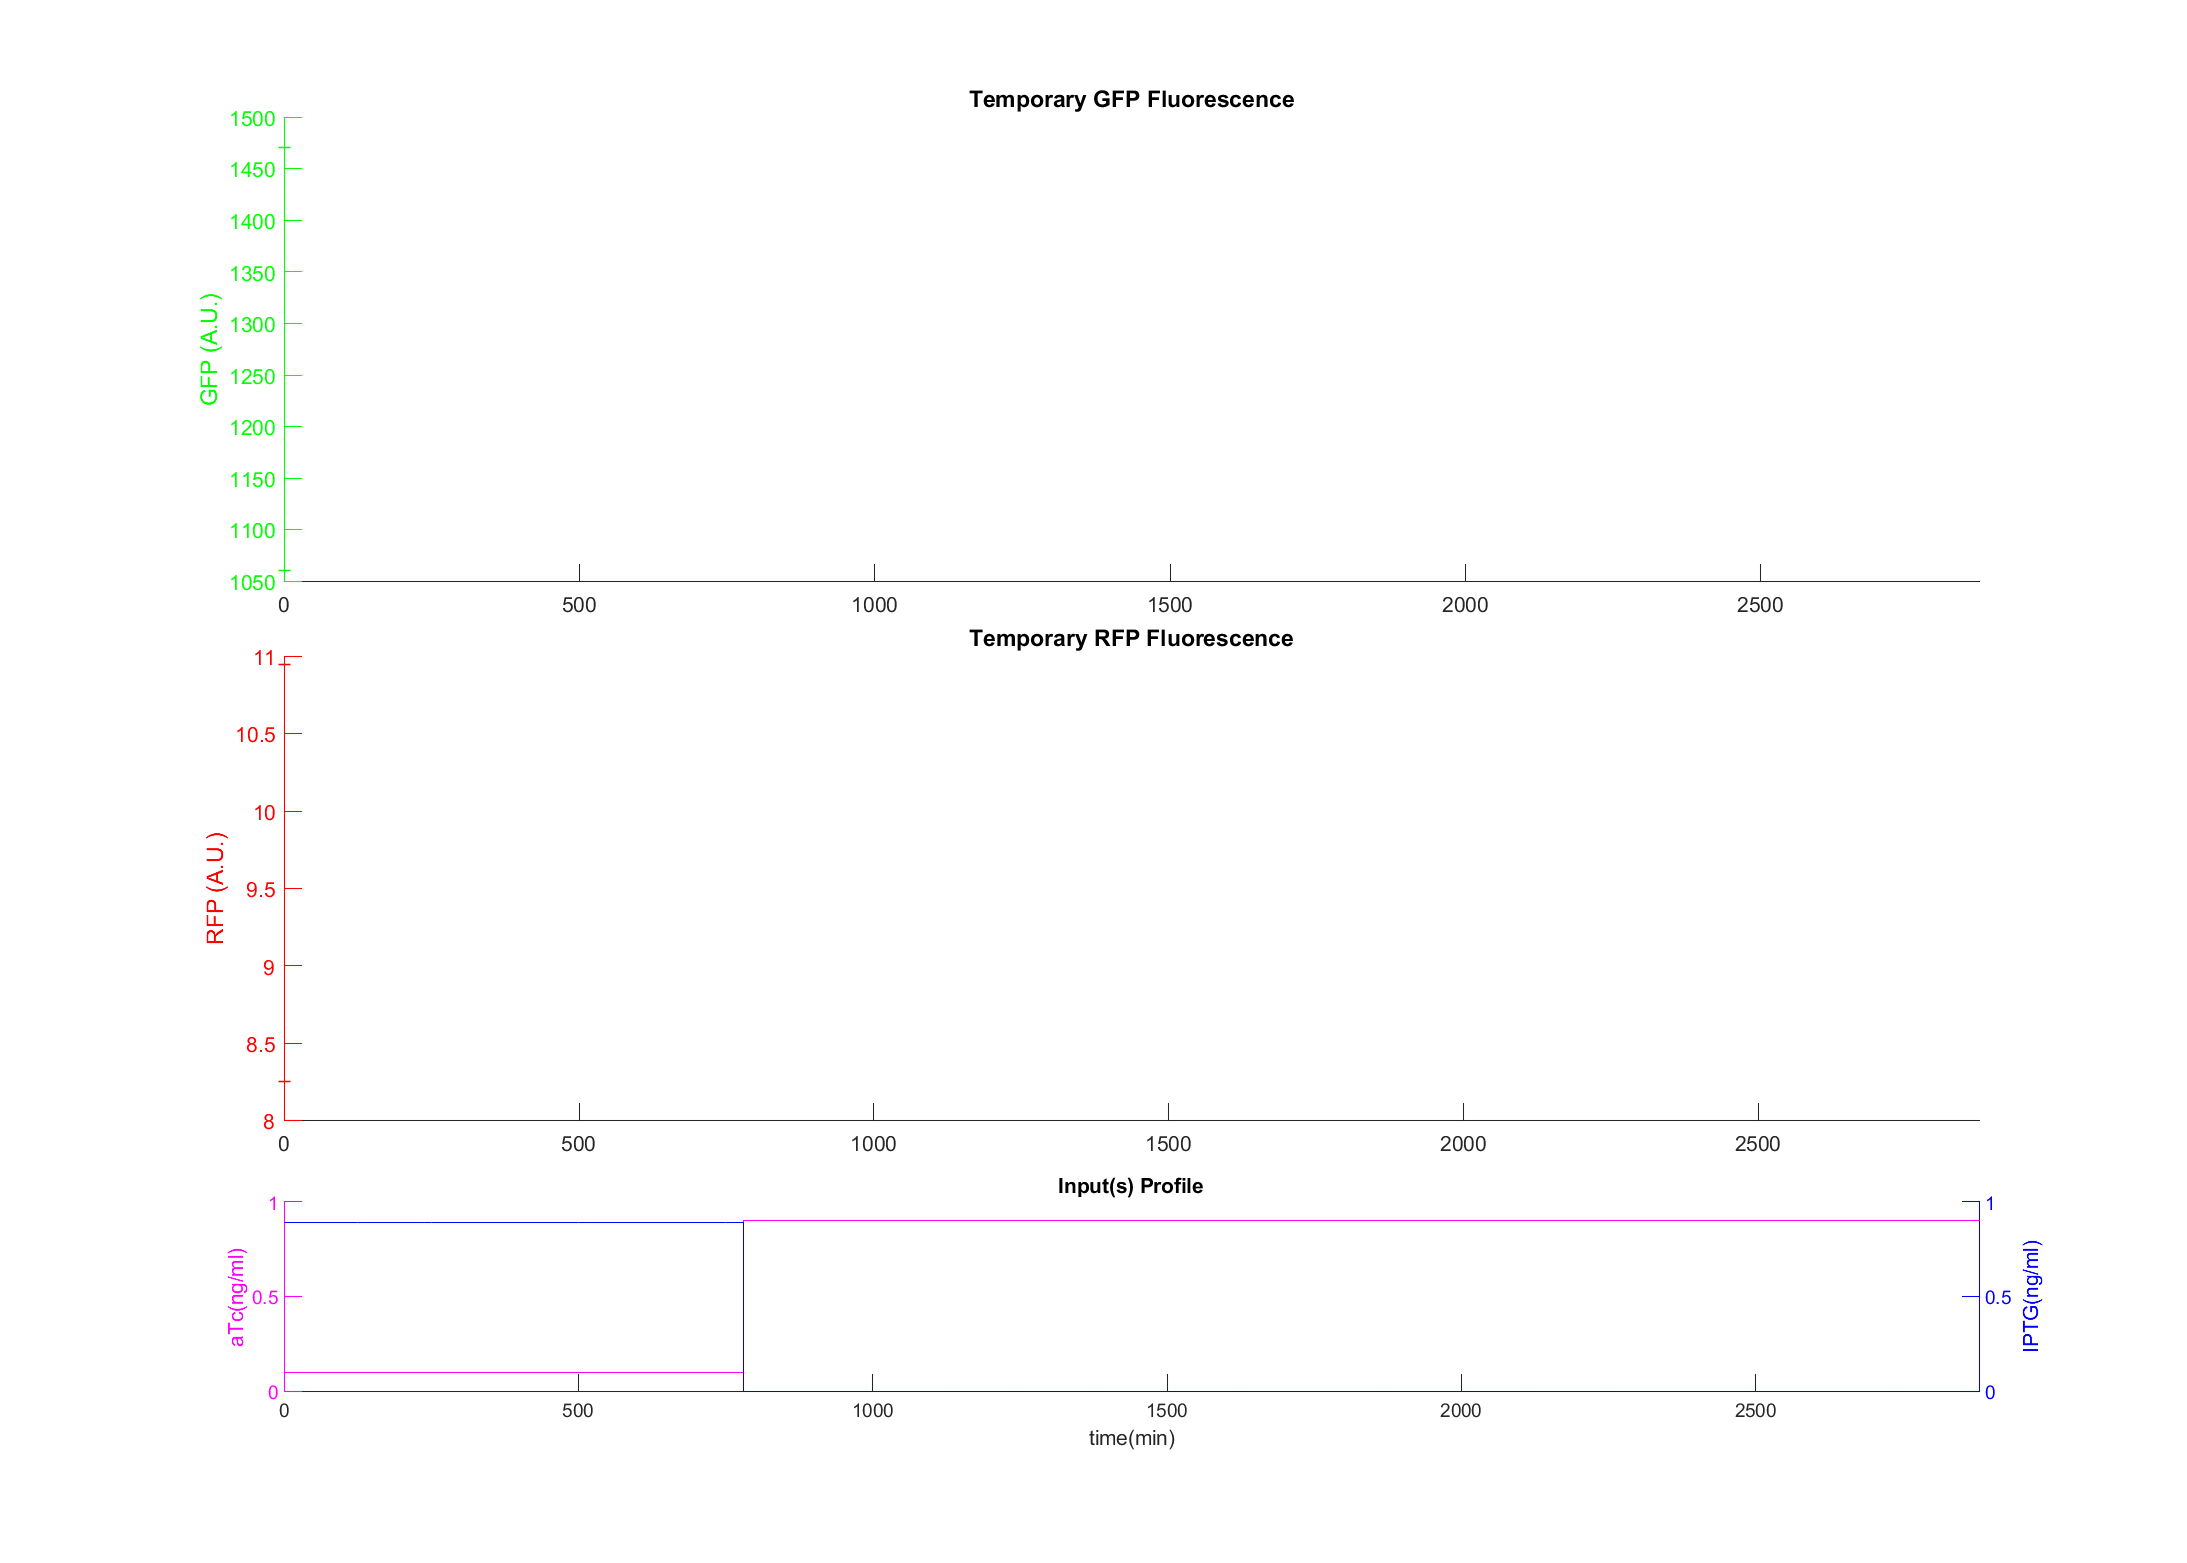 Temporary GFP Fluorescence
1500
1450
1400
1350
1300
1250
1200
1150
1100
1050
GFP (A.U.)
0 500 1000 1500 2000 2500
Temporary RFP Fluorescence
11
10.5
10
9.5
9
8.5
8
RFP (A.U.)
0 500 1000 1500 2000 2500
Input(s) Profile
1
0.5
0
aTc(ng/ml)
1
0.5
0
IPTG(ng/ml)
0 500 1000 1500 2000 2500
time(min)